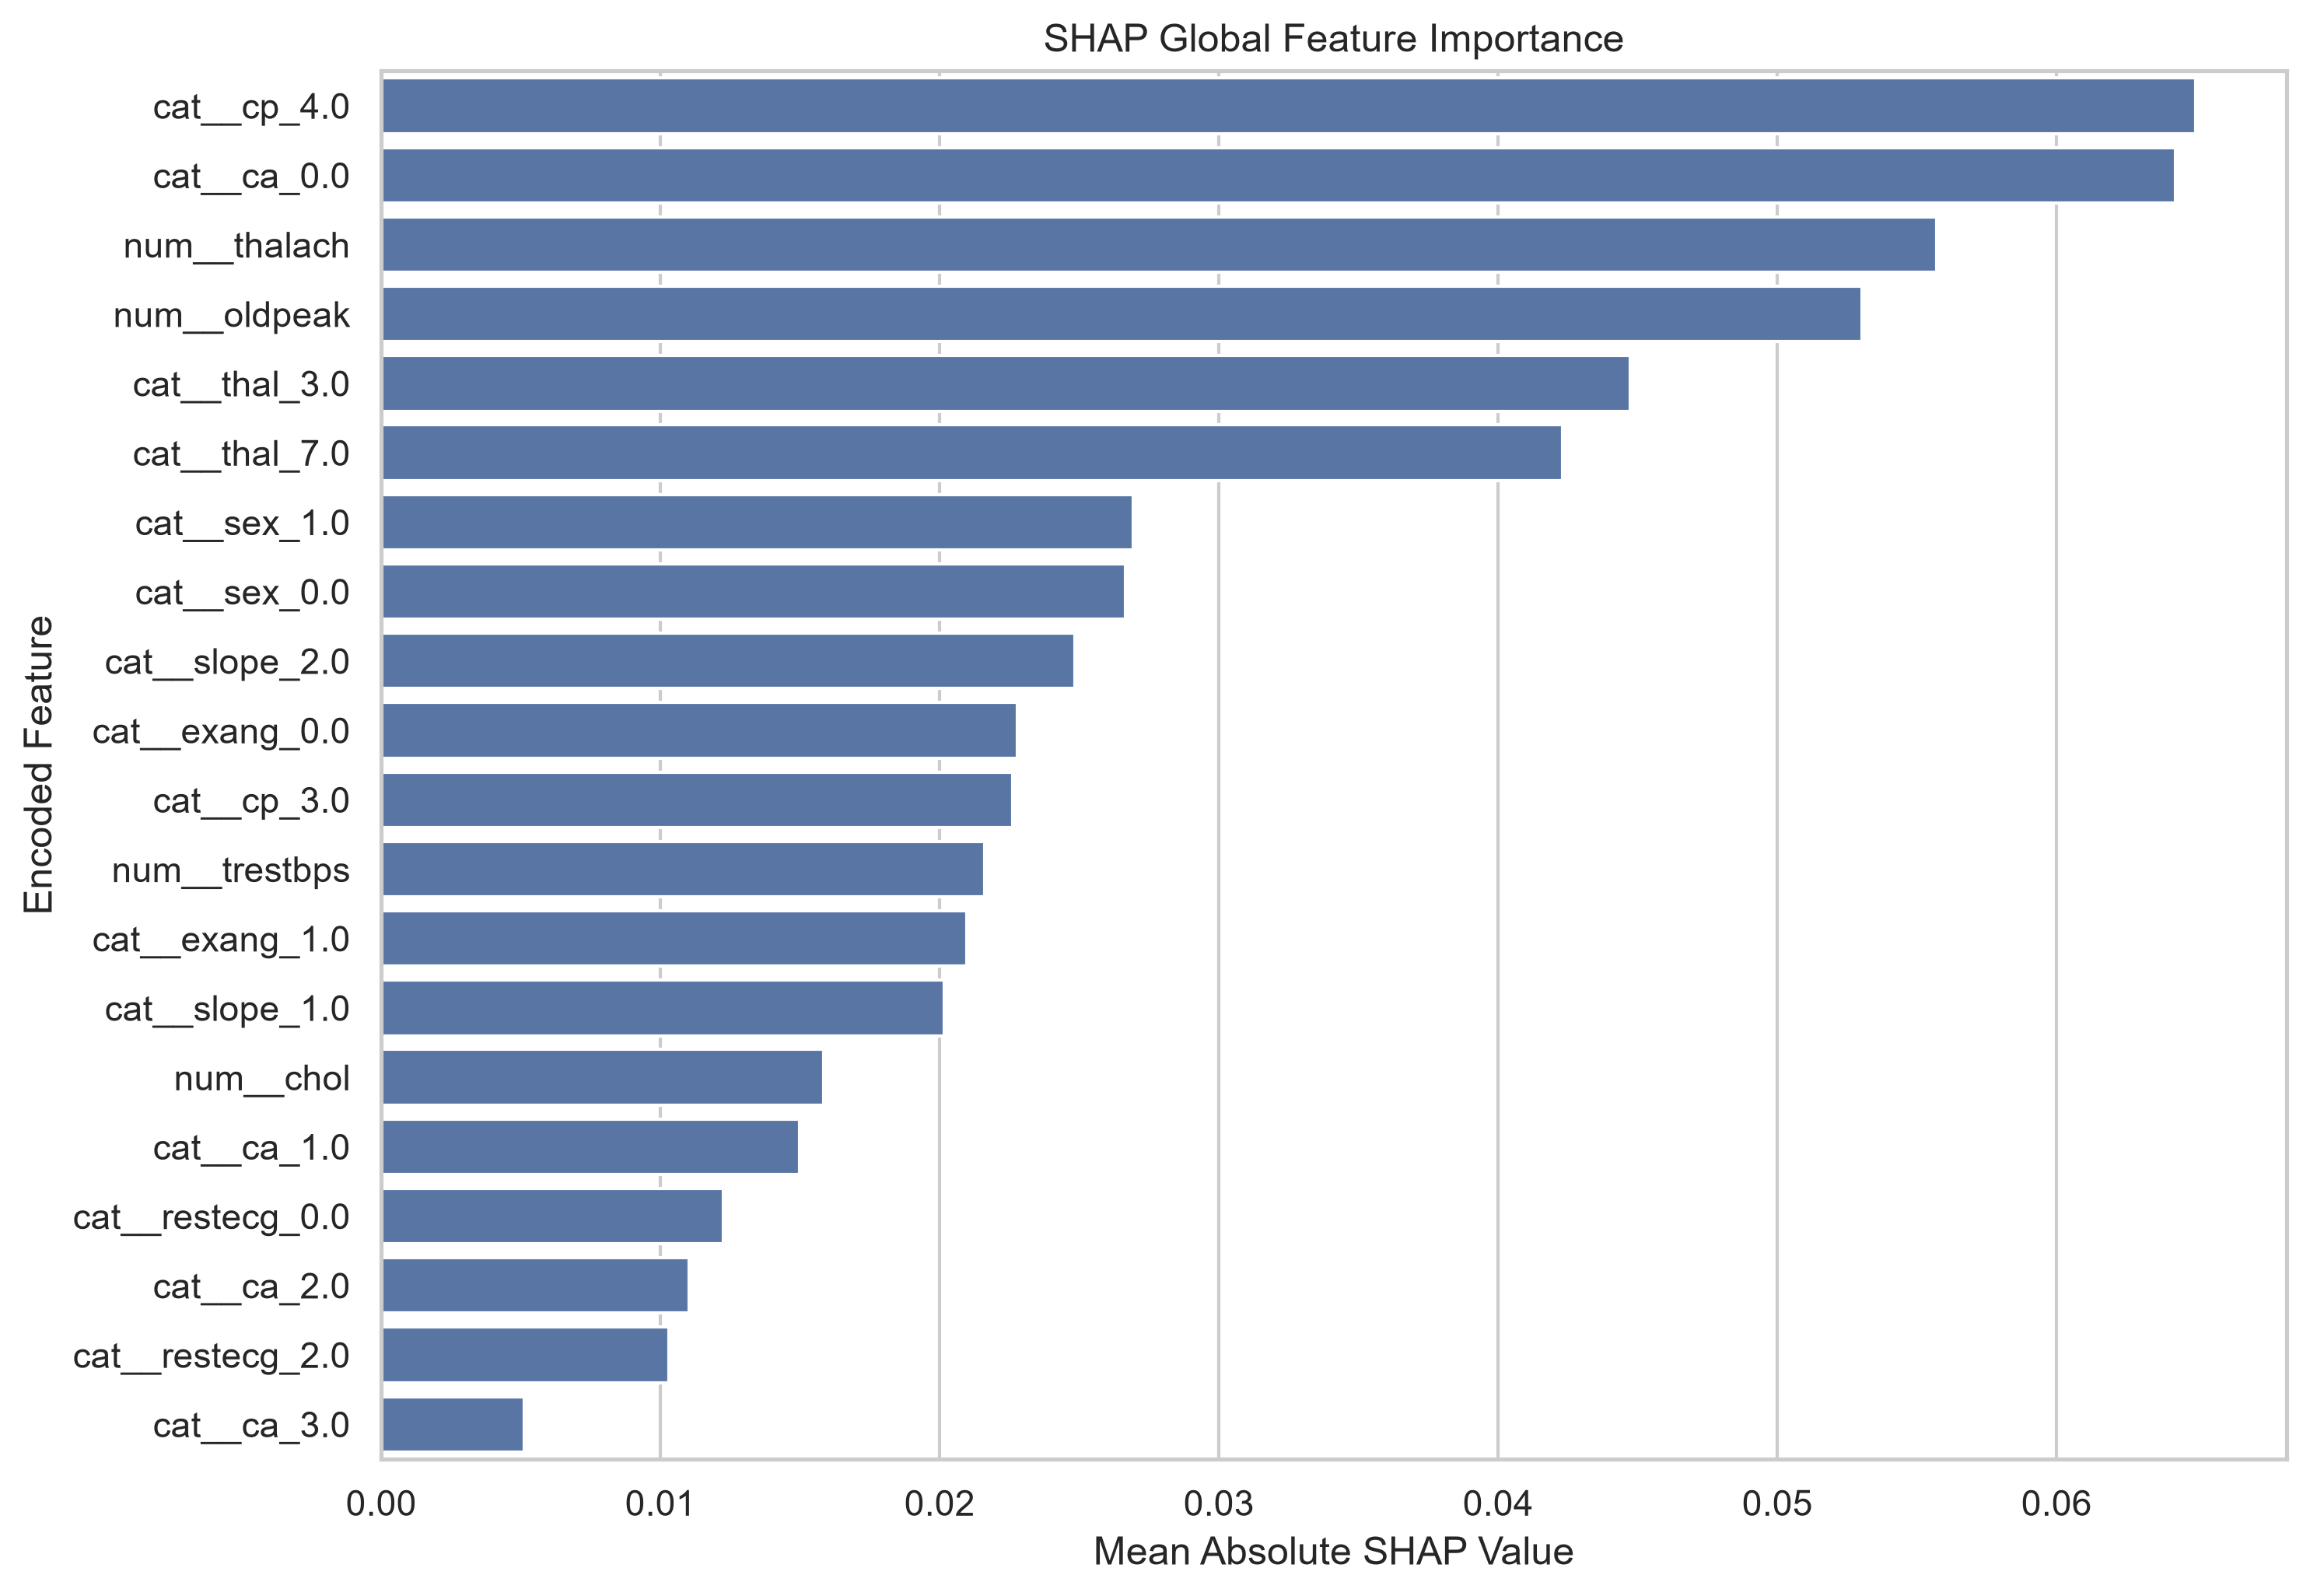 SHAP Global Feature Importance
cat__cp_4.0
cat__ca_0.0
num__thalach
num__oldpeak
cat__thal_3.0
cat__thal_7.0
cat__sex_1.0
cat__sex_0.0
cat__slope_2.0
cat__exang_0.0
cat__cp_3.0
num__trestbps
cat__exang_1.0
cat__slope_1.0
num__chol
cat__ca_1.0
cat__restecg_0.0
cat__ca_2.0
cat__restecg_2.0
cat__ca_3.0
Encoded Feature
0.00 0.01 0.02 0.03 0.04 0.05 0.06
Mean Absolute SHAP Value